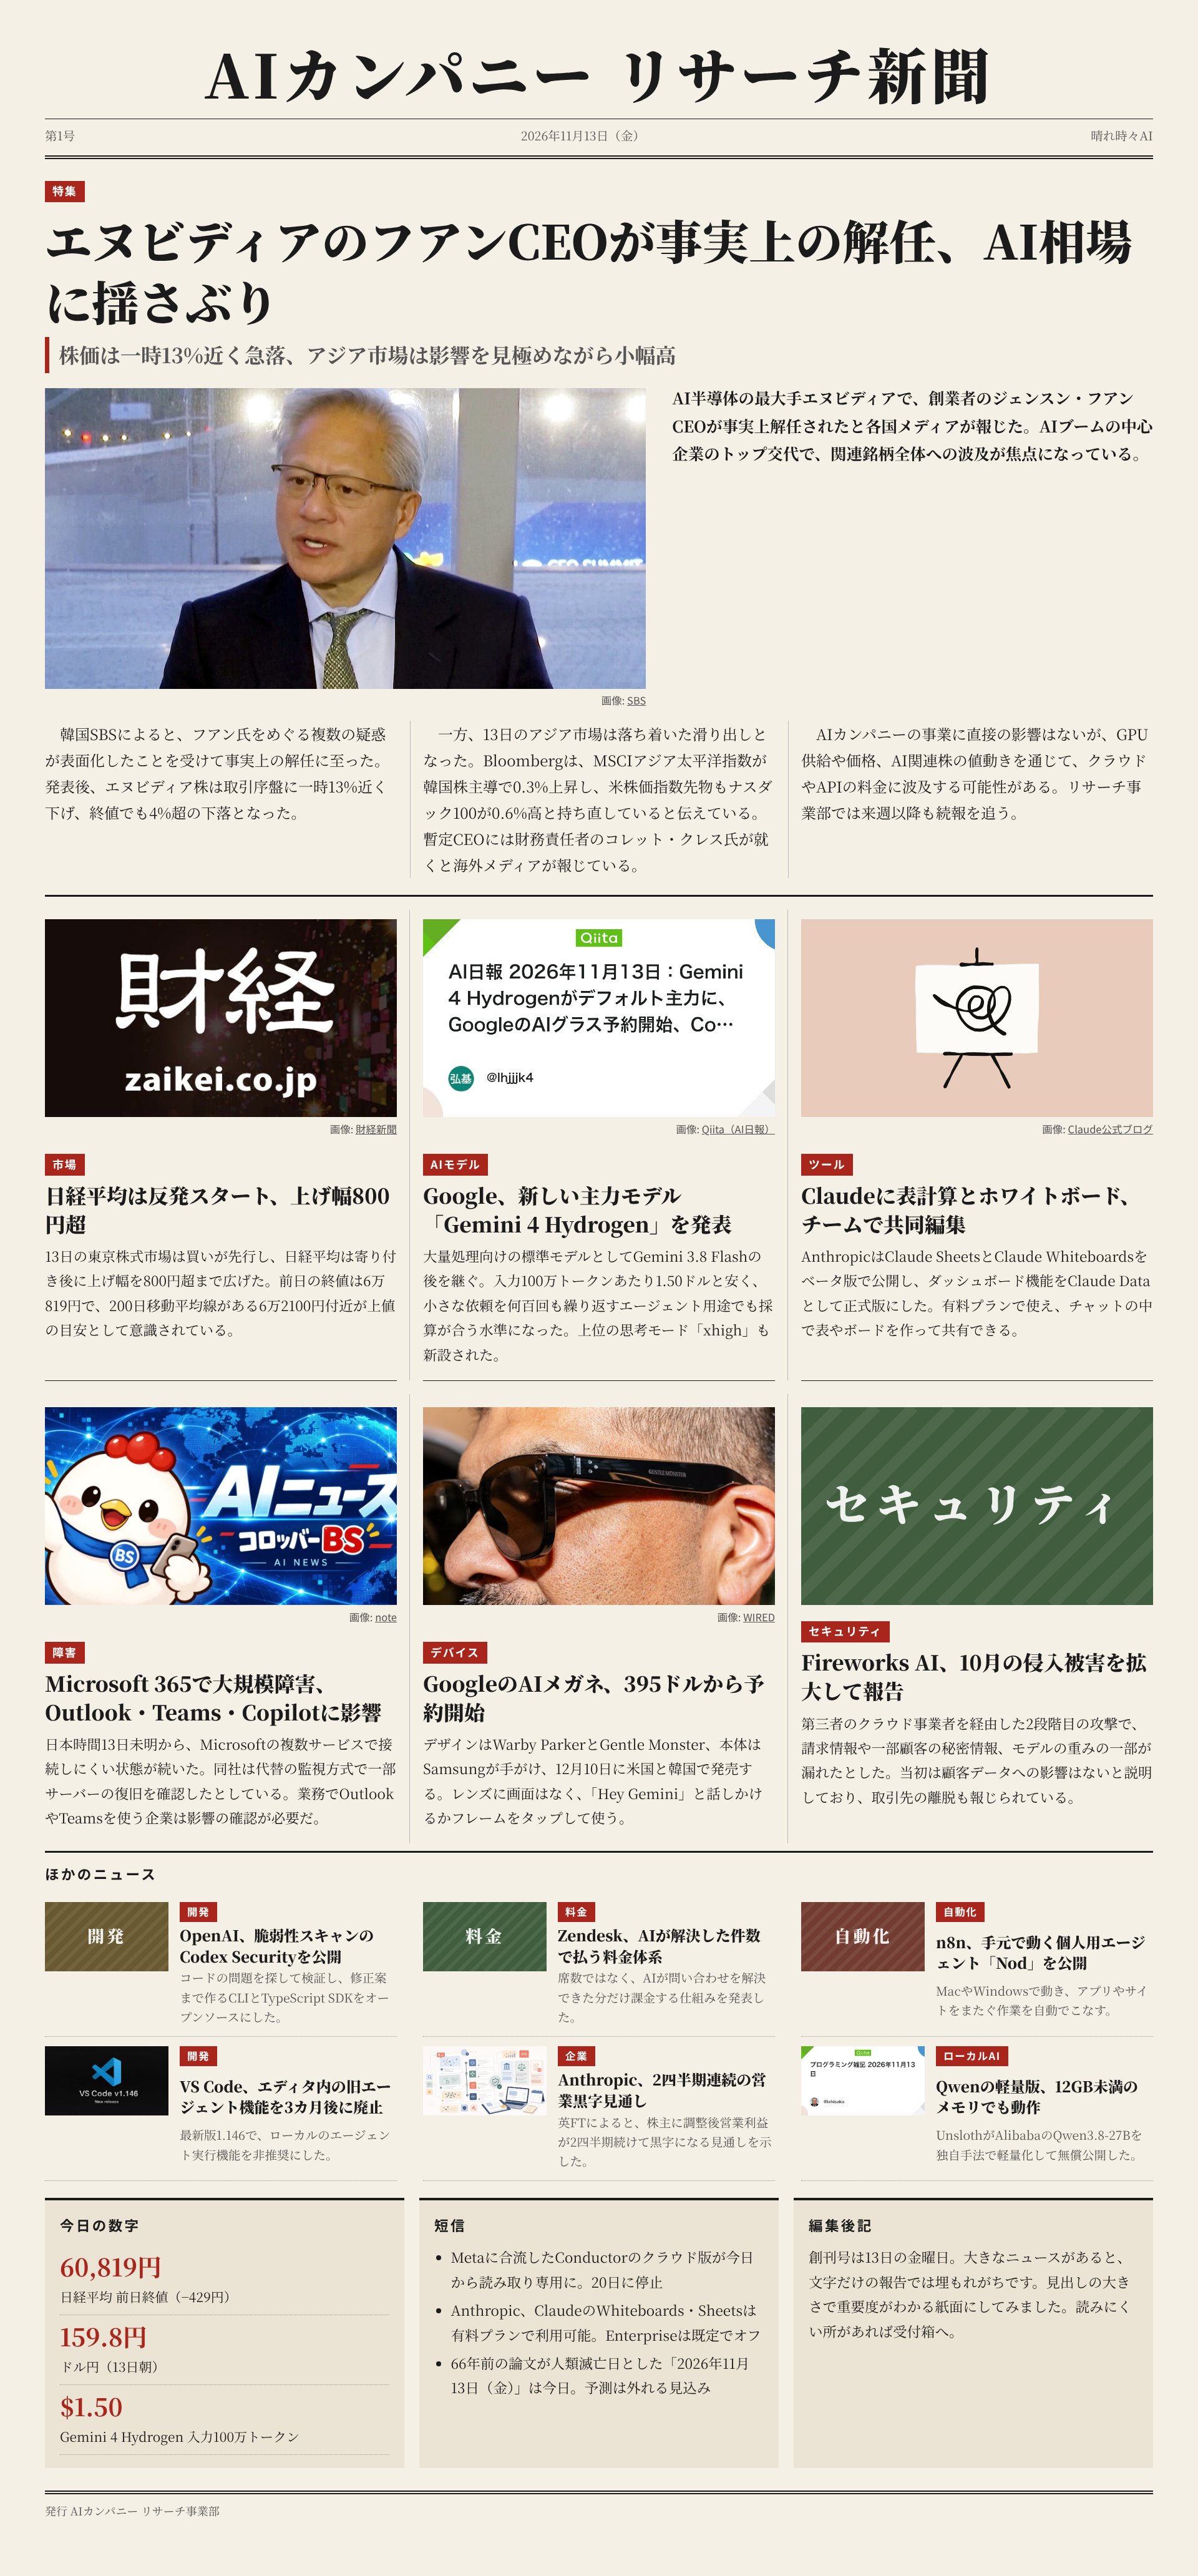 AIカンパニー リサーチ新聞
第1号
2026年11月13日（金）
晴れ時々AI
特集
エヌビディアのフアンCEOが事実上の解任、AI相場
に揺さぶり
株価は一時13%近く急落、アジア市場は影響を見極めながら小幅高
CEO SUMMIT
画像: SBS
AI半導体の最大手エヌビディアで、創業者のジェンスン・フアン
CEOが事実上解任されたと各国メディアが報じた。AIブームの中心
企業のトップ交代で、関連銘柄全体への波及が焦点になっている。
韓国SBSによると、フアン氏をめぐる複数の疑惑
が表面化したことを受けて事実上の解任に至った。
発表後、エヌビディア株は取引序盤に一時13%近く
下げ、終値でも4%超の下落となった。
一方、13日のアジア市場は落ち着いた滑り出しと
なった。Bloombergは、MSCIアジア太平洋指数が
韓国株主導で0.3%上昇し、米株価指数先物もナスダ
ック100が0.6%高と持ち直していると伝えている。
暫定CEOには財務責任者のコレット・クレス氏が就
くと海外メディアが報じている。
AIカンパニーの事業に直接の影響はないが、GPU
供給や価格、AI関連株の値動きを通じて、クラウド
やAPIの料金に波及する可能性がある。リサーチ事
業部では来週以降も続報を追う。
財経
zaikei.co.jp
画像: 財経新聞
市場
日経平均は反発スタート、上げ幅800
円超
13日の東京株式市場は買いが先行し、日経平均は寄り付
き後に上げ幅を800円超まで広げた。前日の終値は6万
819円で、200日移動平均線がある6万2100円付近が上値
の目安として意識されている。
Qiita
AI日報 2026年11月13日：Gemini
4 Hydrogenがデフォルト主力に、
GoogleのAIグラス予約開始、Co…
弘基
@lhjjjk4
画像: Qiita（AI日報）
AIモデル
Google、新しい主力モデル
「Gemini 4 Hydrogen」を発表
大量処理向けの標準モデルとしてGemini 3.8 Flashの
後を継ぐ。入力100万トークンあたり1.50ドルと安く、
小さな依頼を何百回も繰り返すエージェント用途でも採
算が合う水準になった。上位の思考モード「xhigh」も
新設された。
画像: Claude公式ブログ
ツール
Claudeに表計算とホワイトボード、
チームで共同編集
AnthropicはClaude SheetsとClaude Whiteboardsを
ベータ版で公開し、ダッシュボード機能をClaude Data
として正式版にした。有料プランで使え、チャットの中
で表やボードを作って共有できる。
AIニュース
コロッパーBS
AI NEWS
BS
画像: note
障害
Microsoft 365で大規模障害、
Outlook・Teams・Copilotに影響
日本時間13日未明から、Microsoftの複数サービスで接
続しにくい状態が続いた。同社は代替の監視方式で一部
サーバーの復旧を確認したとしている。業務でOutlook
やTeamsを使う企業は影響の確認が必要だ。
GENTLE MONSTER
画像: WIRED
デバイス
GoogleのAIメガネ、395ドルから予
約開始
デザインはWarby ParkerとGentle Monster、本体は
Samsungが手がけ、12月10日に米国と韓国で発売す
る。レンズに画面はなく、「Hey Gemini」と話しかけ
るかフレームをタップして使う。
セキュリティ
セキュリティ
Fireworks AI、10月の侵入被害を拡
大して報告
第三者のクラウド事業者を経由した2段階目の攻撃で、
請求情報や一部顧客の秘密情報、モデルの重みの一部が
漏れたとした。当初は顧客データへの影響はないと説明
しており、取引先の離脱も報じられている。
ほかのニュース
開発
開発
OpenAI、脆弱性スキャンの
Codex Securityを公開
コードの問題を探して検証し、修正案
まで作るCLIとTypeScript SDKをオー
プンソースにした。
料金
料金
Zendesk、AIが解決した件数
で払う料金体系
席数ではなく、AIが問い合わせを解決
できた分だけ課金する仕組みを発表し
た。
自動化
自動化
n8n、手元で動く個人用エージ
ェント「Nod」を公開
MacやWindowsで動き、アプリやサイ
トをまたぐ作業を自動でこなす。
VS Code v1.146
New release
開発
VS Code、エディタ内の旧エー
ジェント機能を3カ月後に廃止
最新版1.146で、ローカルのエージェン
ト実行機能を非推奨にした。
企業
Anthropic、2四半期連続の営
業黒字見通し
英FTによると、株主に調整後営業利益
が2四半期続けて黒字になる見通しを示
した。
Qiita
プログラミング雑記 2026年11月13
日
ローカルAI
Qwenの軽量版、12GB未満の
メモリでも動作
UnslothがAlibabaのQwen3.8-27Bを
独自手法で軽量化して無償公開した。
今日の数字
60,819円
日経平均 前日終値（−429円）
159.8円
ドル円（13日朝）
$1.50
Gemini 4 Hydrogen 入力100万トークン
短信
Metaに合流したConductorのクラウド版が今日
から読み取り専用に。20日に停止
Anthropic、ClaudeのWhiteboards・Sheetsは
有料プランで利用可能。Enterpriseは既定でオフ
66年前の論文が人類滅亡日とした「2026年11月
13日（金）」は今日。予測は外れる見込み
編集後記
創刊号は13日の金曜日。大きなニュースがあると、
文字だけの報告では埋もれがちです。見出しの大き
さで重要度がわかる紙面にしてみました。読みにく
い所があれば受付箱へ。
発行 AIカンパニー リサーチ事業部